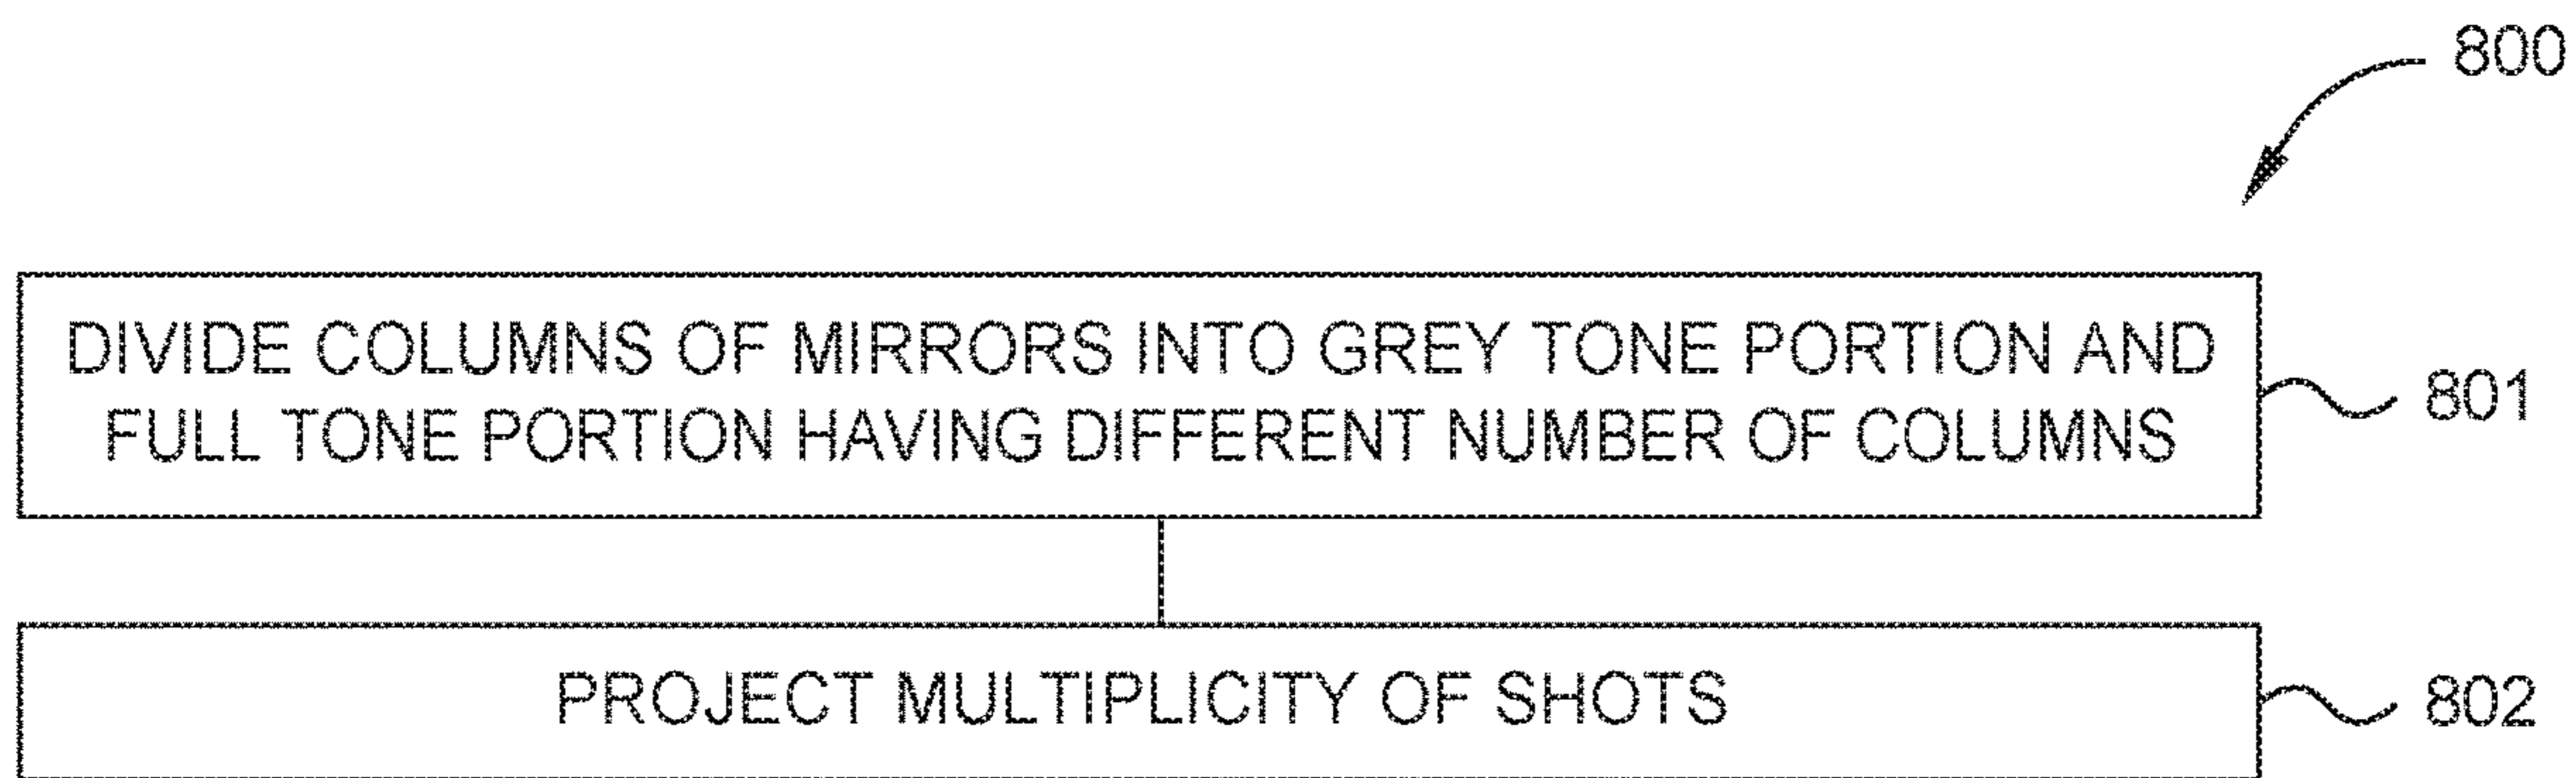 800
DIVIDE COLUMNS OF MIRRORS INTO GREY TONE PORTION AND
FULL TONE PORTION HAVING DIFFERENT NUMBER OF COLUMNS
801
PROJECT MULTIPLICITY OF SHOTS
802